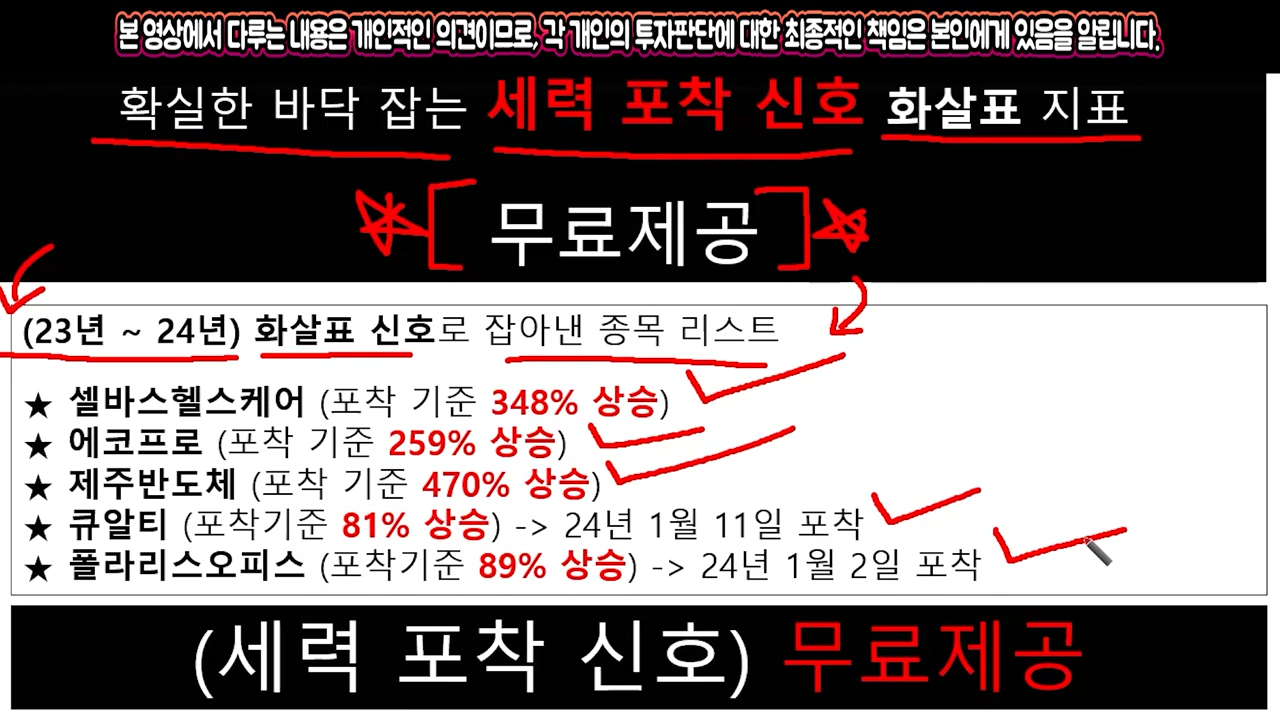 본 영상에서 다루는 내용은 개인적인 의견이므로, 각 개인의 투자판단에 대한 최종적인 책임은 본인에게 있음을 알립니다.
확실한 바닥 잡는 세력 포착 신호 화살표 지표
무료제공
(23년 ~ 24년) 화살표 신호로 잡아낸 종목 리스트
★ 셀바스헬스케어 (포착 기준 348% 상승)
★ 에코프로 (포착 기준 259% 상승)
★ 제주반도체 (포착 기준 470% 상승)
★ 큐알티 (포착기준 81% 상승) -> 24년 1월 11일 포착
★ 폴라리스오피스 (포착기준 89% 상승) -> 24년 1월 2일 포착
(세력 포착 신호) 무료제공